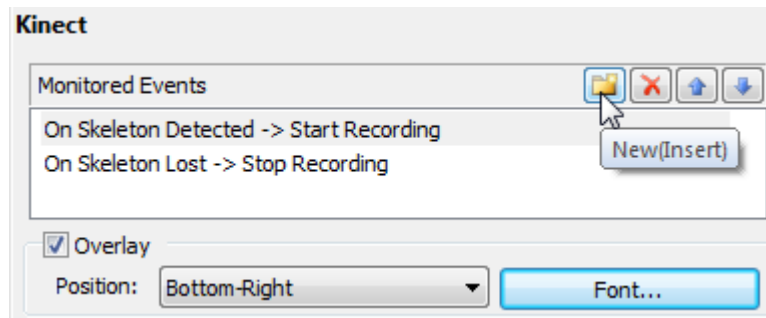 Kinect
Monitored Events
On Skeleton Detected -> Start Recording
On Skeleton Lost -> Stop Recording
New(Insert)
Overlay
Position: Bottom-Right Font...